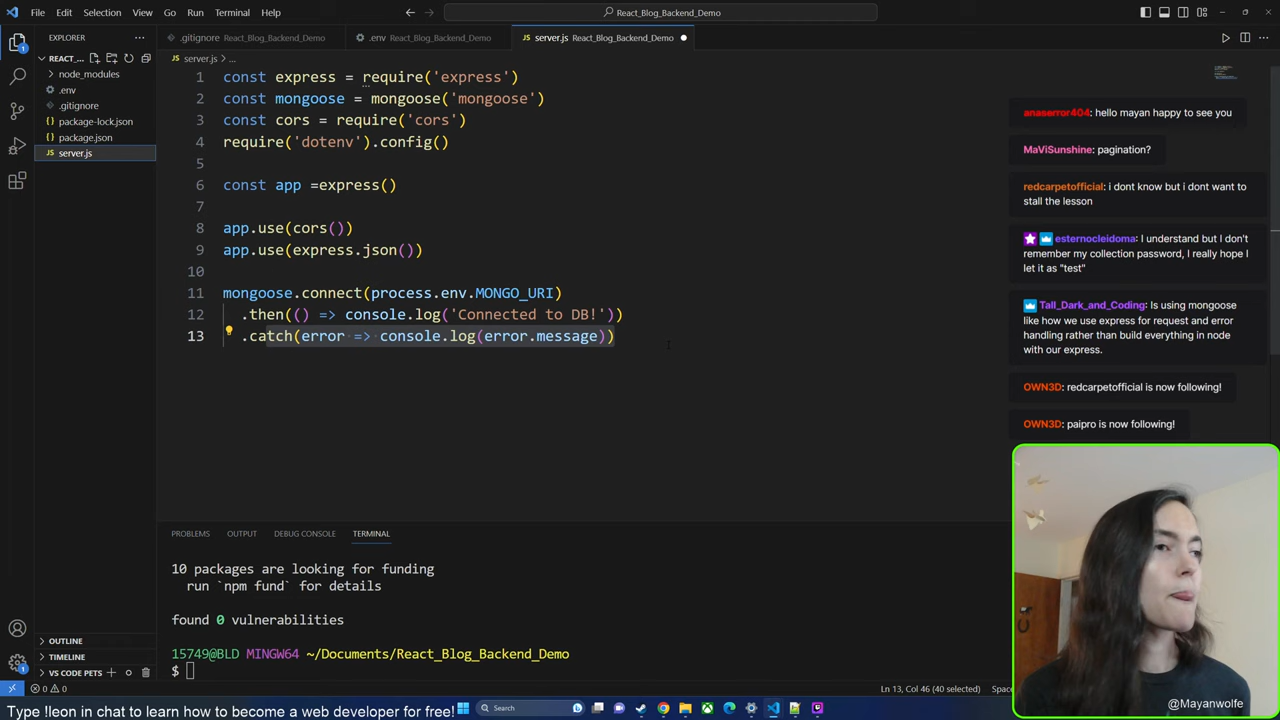 File Edit Selection View Go Run Terminal Help
React_Blog_Backend_Demo
EXPLORER
.gitignore React_Blog_Backend_Demo
.env React_Blog_Backend_Demo
JS server.js React_Blog_Backend_Demo
REACT_...
node_modules
.env
.gitignore
package-lock.json
package.json
JS server.js
OUTLINE
TIMELINE
VS CODE PETS
JS server.js > ...
1 const express = require('express')
2 const mongoose = mongoose('mongoose')
3 const cors = require('cors')
4 require('dotenv').config()
5
6 const app =express()
7
8 app.use(cors())
9 app.use(express.json())
10
11 mongoose.connect(process.env.MONGO_URI)
12 .then(() => console.log('Connected to DB!'))
13 .catch(error => console.log(error.message))
anaserror404: hello mayan happy to see you
MaViSunshine: pagination?
redcarpetofficial: i dont know but i dont want to
stall the lesson
esternocleidoma: I understand but I don't
remember my collection password, I really hope I
let it as "test"
Tall_Dark_and_Coding: Is using mongoose
like how we use express for request and error
handling rather than build everything in node
with our express.
OWN3D: redcarpetofficial is now following!
OWN3D: paipro is now following!
PROBLEMS OUTPUT DEBUG CONSOLE TERMINAL
10 packages are looking for funding
run `npm fund` for details
found 0 vulnerabilities
15749@BLD MINGW64 ~/Documents/React_Blog_Backend_Demo
$
0 0
Ln 13, Col 46 (40 selected)
@Mayanwolfe
Type !leon in chat to learn how to become a web developer for free!
Search